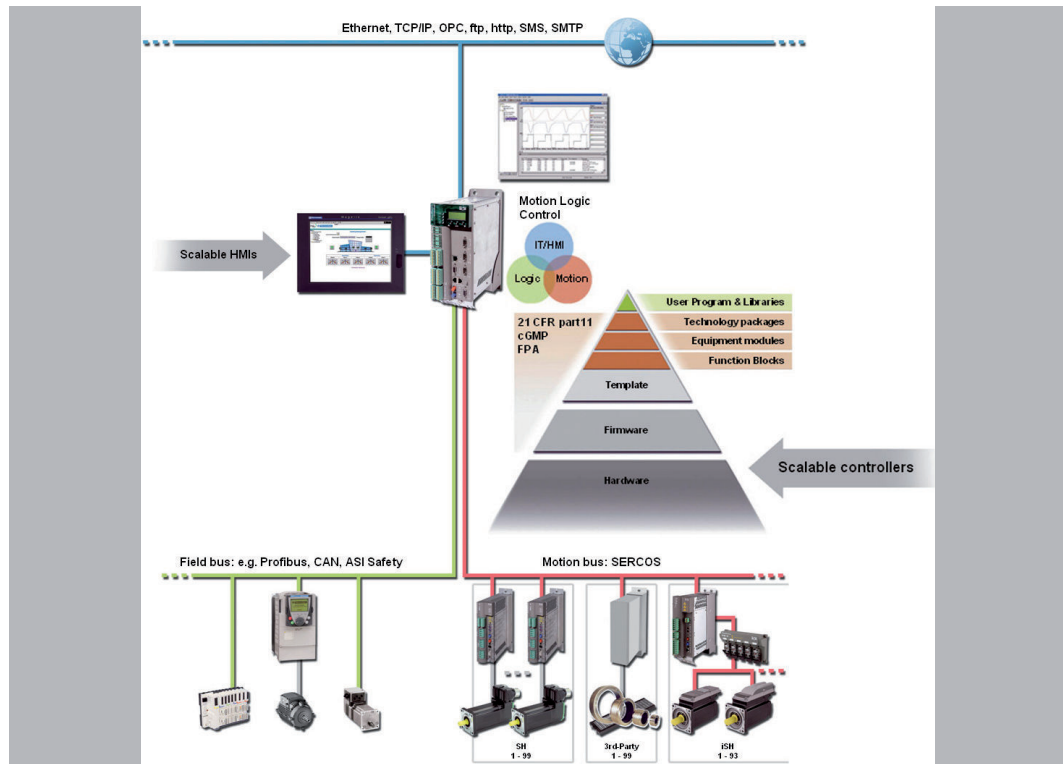 Ethernet, TCP/IP, OPC, ftp, http, SMS, SMTP
Motion Logic
Control
IT/HMI
Logic
Motion
Scalable HMIs
21 CFR part11
cGMP
FPA
User Program & Libraries
Technology packages
Equipment modules
Function Blocks
Template
Firmware
Hardware
Scalable controllers
Field bus: e.g. Profibus, CAN, ASI Safety
Motion bus: SERCOS
SH
1 - 99
3rd-Party
1 - 99
iSH
1 - 93